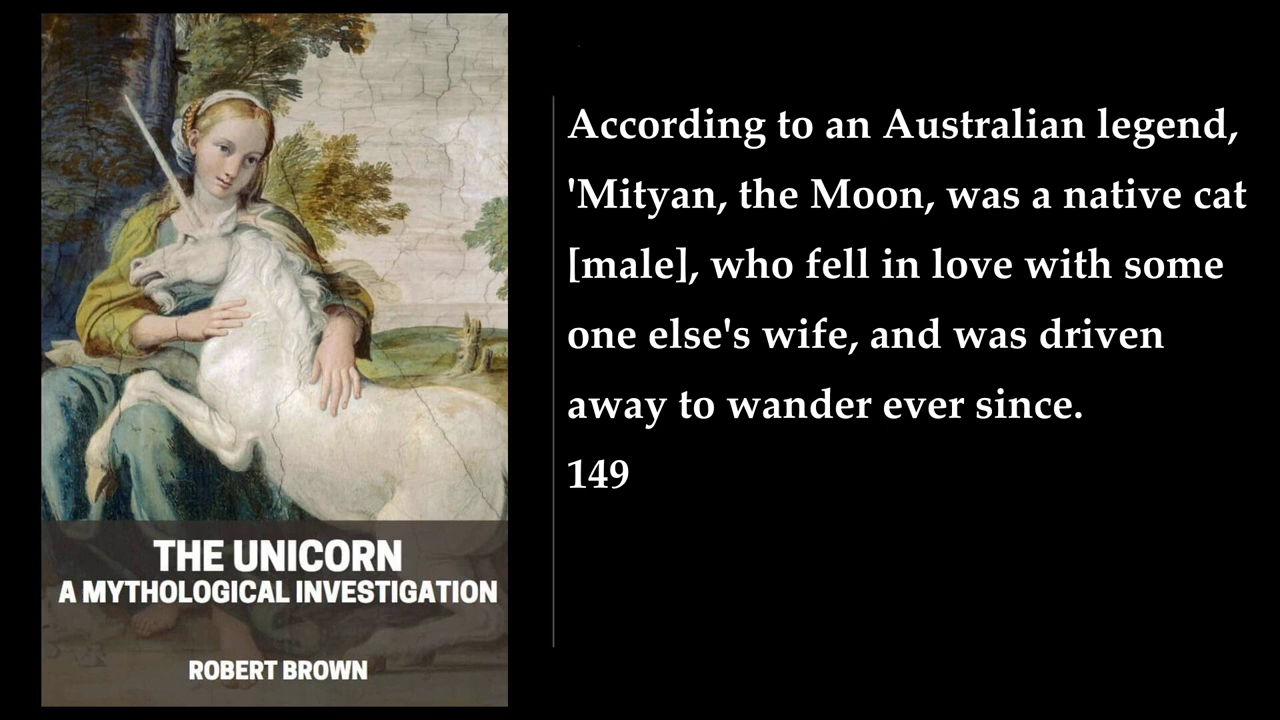 THE UNICORN
A MYTHOLOGICAL INVESTIGATION
ROBERT BROWN
According to an Australian legend,
'Mityan, the Moon, was a native cat
[male], who fell in love with some
one else's wife, and was driven
away to wander ever since.
149